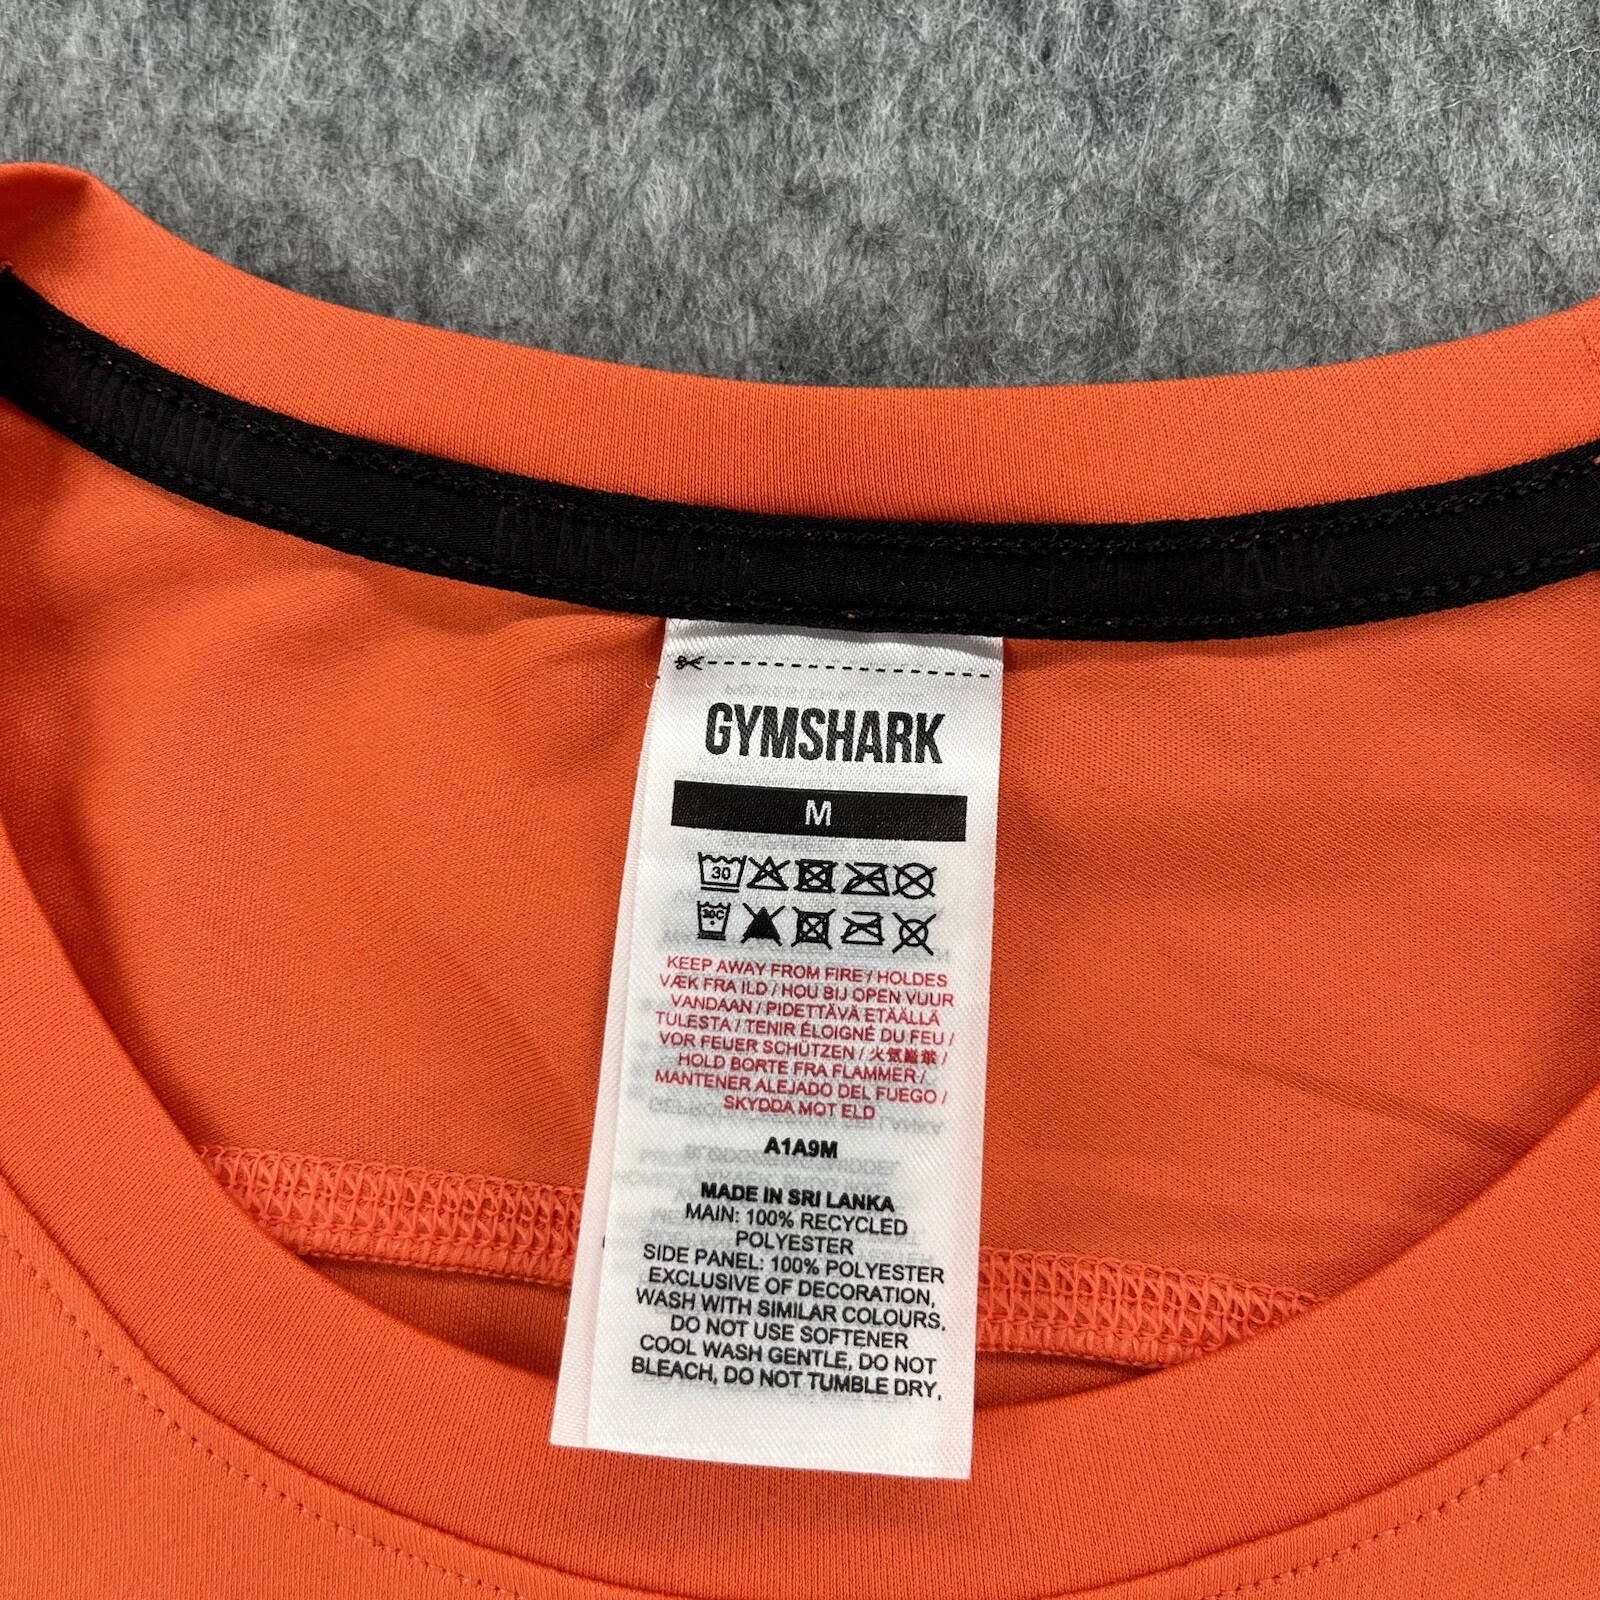 GYMSHARK
M
30
30C
KEEP AWAY FROM FIRE / HOLDES
VÆK FRA ILD / HOU BIJ OPEN VUUR
VANDAAN / PIDETTÄVÄ ETÄÄLLÄ
TULESTA / TENIR ÉLOIGNÉ DU FEU /
VOR FEUER SCHÜTZEN / 火気厳禁 /
HOLD BORTE FRA FLAMMER /
MANTENER ALEJADO DEL FUEGO /
SKYDDA MOT ELD
A1A9M
MADE IN SRI LANKA
MAIN: 100% RECYCLED
POLYESTER
SIDE PANEL: 100% POLYESTER
EXCLUSIVE OF DECORATION,
WASH WITH SIMILAR COLOURS,
DO NOT USE SOFTENER
COOL WASH GENTLE, DO NOT
BLEACH, DO NOT TUMBLE DRY,